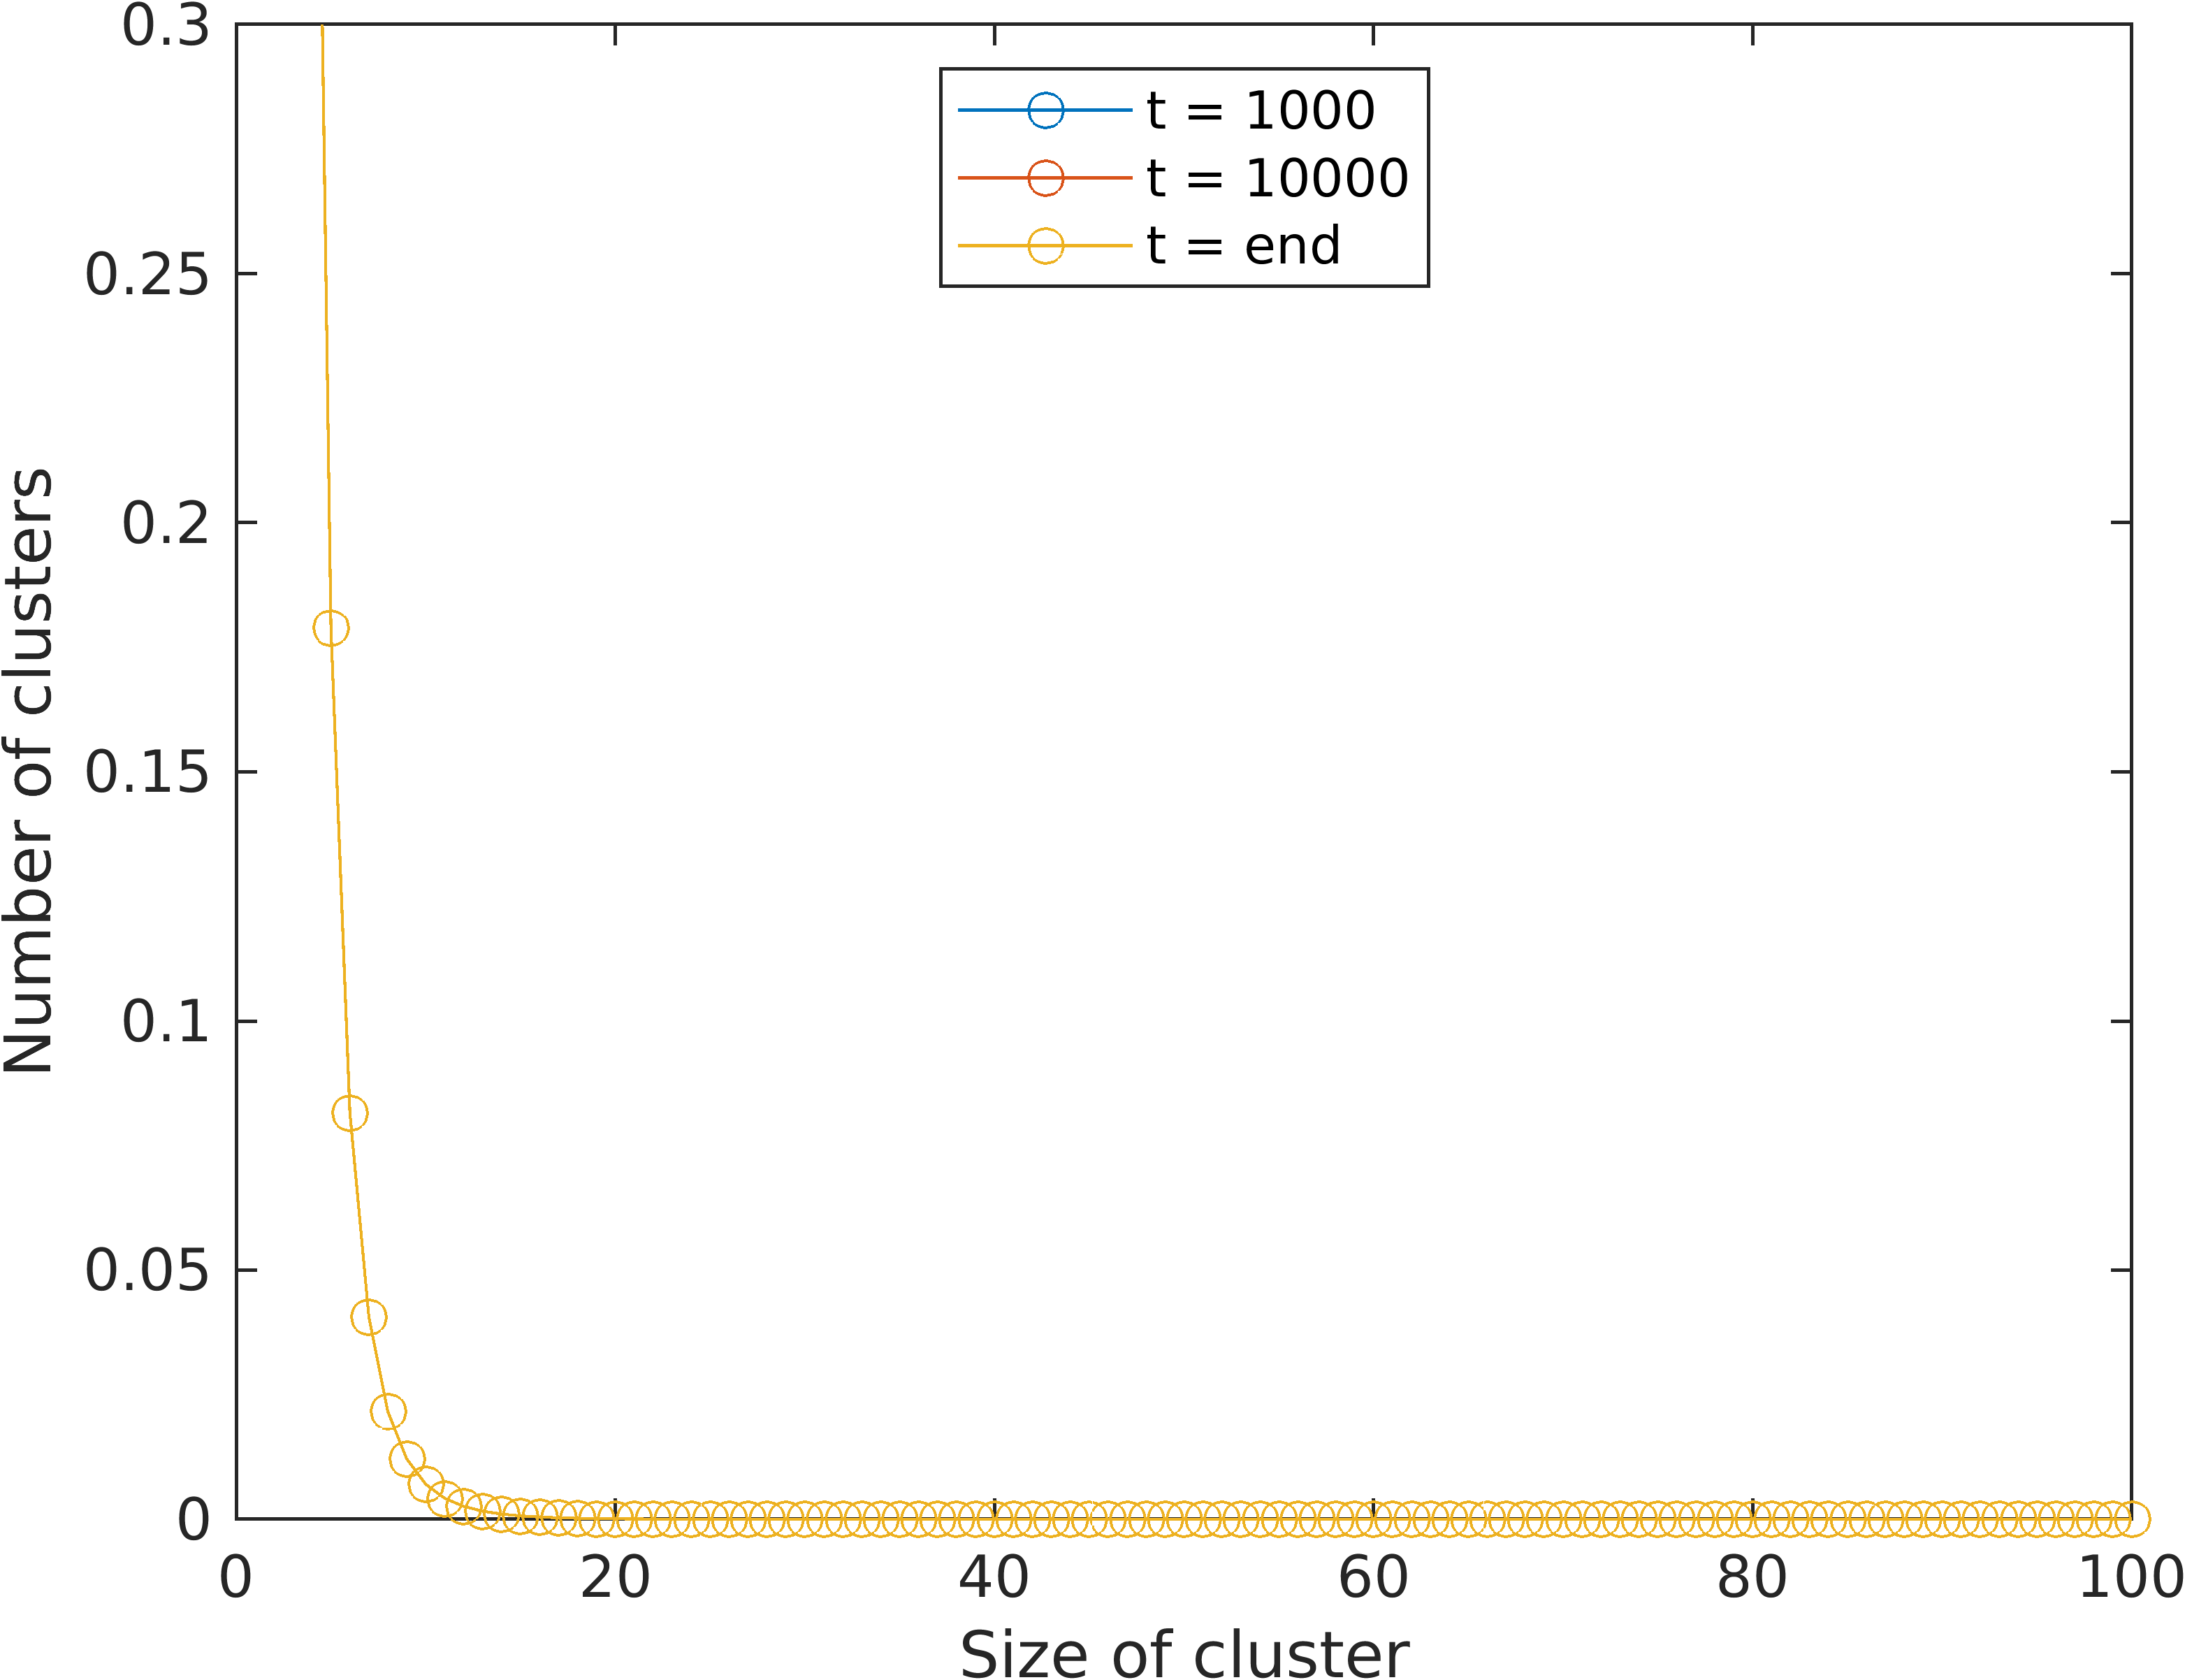 0.3
0.25
0.2
0.15
0.1
0.05
0
Number of clusters
t = 1000
t = 10000
t = end
0 20 40 60 80 100
Size of cluster